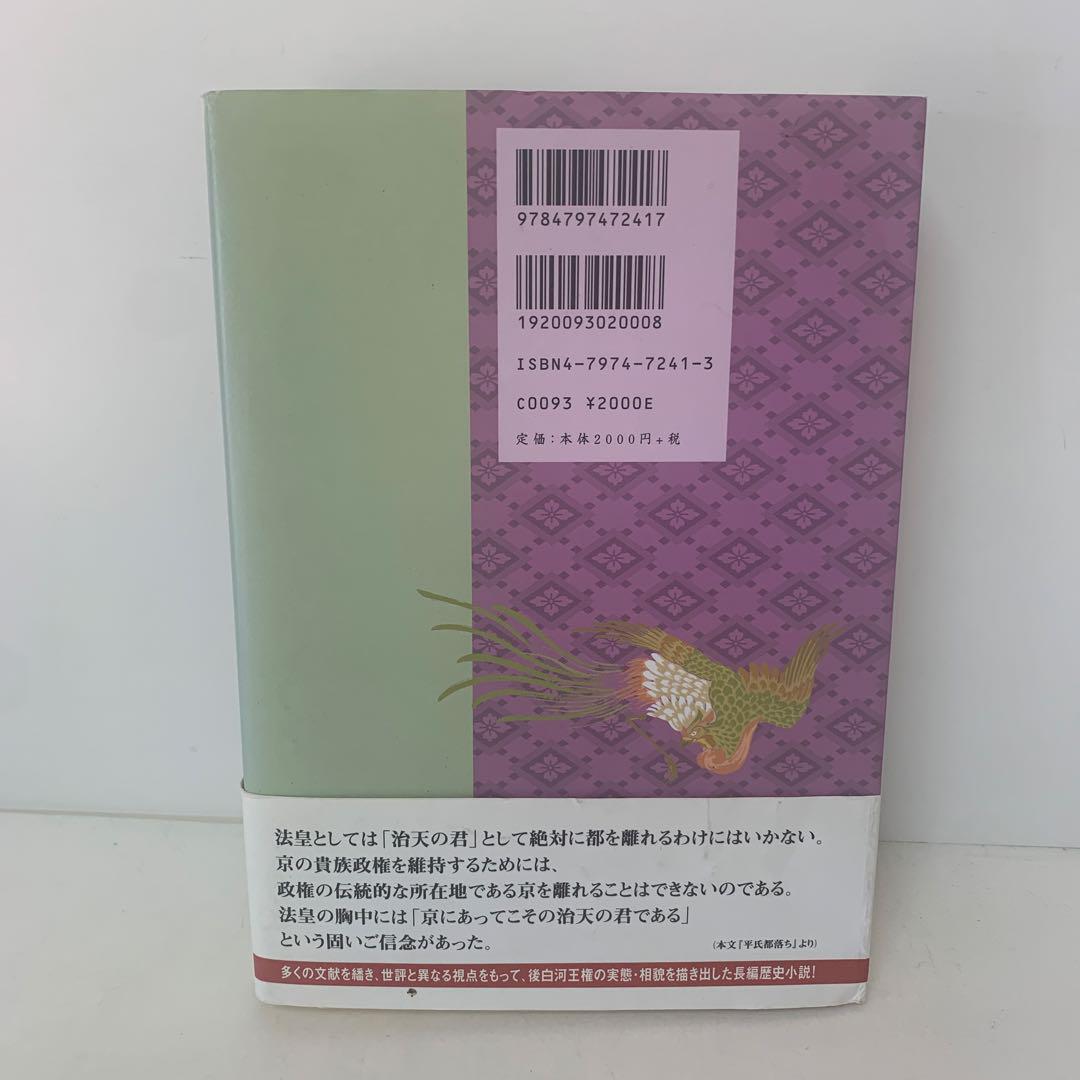 9784797472417
1920093020008
ISBN4-7974-7241-3
C0093 ¥2000E
定価:本体2000円+税
法皇としては「治天の君」として絶対に都を離れるわけにはいかない。
京の貴族政権を維持するためには、
政権の伝統的な所在地である京を離れることはできないのである。
法皇の胸中には「京にあってこその治天の君である」
という固いご信念があった。
(本文『平氏都落ち』より)
多くの文献を繙き、世評と異なる視点をもって、後白河王権の実態・相貌を描き出した長編歴史小説!